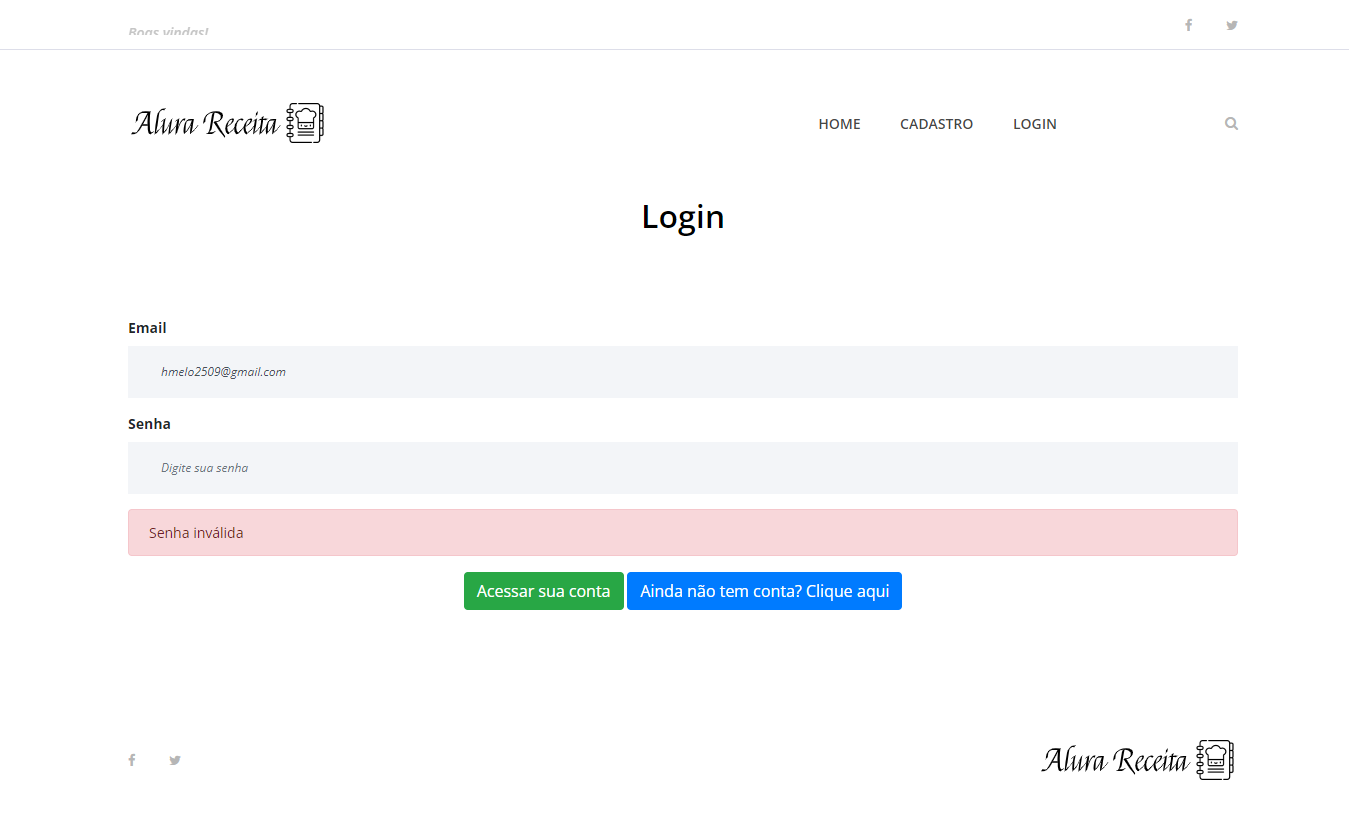 Boas vindas!
Alura Receita
HOME CADASTRO LOGIN
Login
Email
hmelo2509@gmail.com
Senha
Digite sua senha
Senha inválida
Acessar sua conta Ainda não tem conta? Clique aqui
Alura Receita